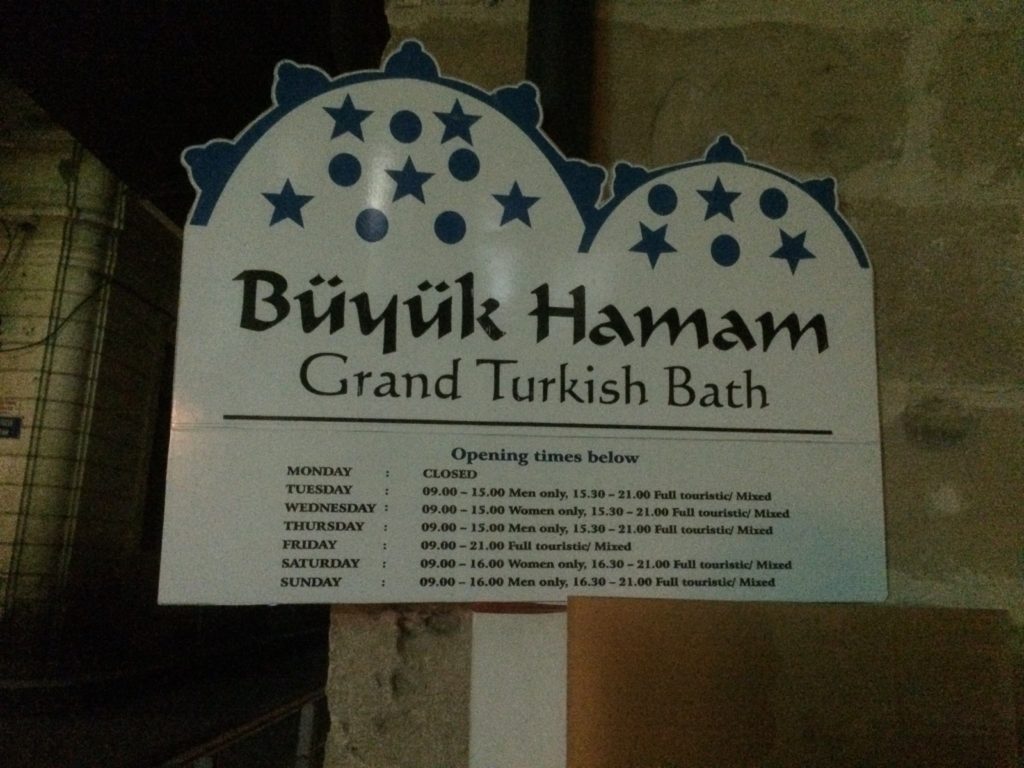 Büyük Hamam
Grand Turkish Bath
Opening times below
MONDAY : CLOSED
TUESDAY : 09.00 – 15.00 Men only, 15.30 – 21.00 Full touristic/ Mixed
WEDNESDAY : 09.00 – 15.00 Women only, 15.30 – 21.00 Full touristic/ Mixed
THURSDAY : 09.00 – 15.00 Men only, 15.30 – 21.00 Full touristic/ Mixed
FRIDAY : 09.00 – 21.00 Full touristic/ Mixed
SATURDAY : 09.00 – 16.00 Women only, 16.30 – 21.00 Full touristic/ Mixed
SUNDAY : 09.00 – 16.00 Men only, 16.30 – 21.00 Full touristic/ Mixed